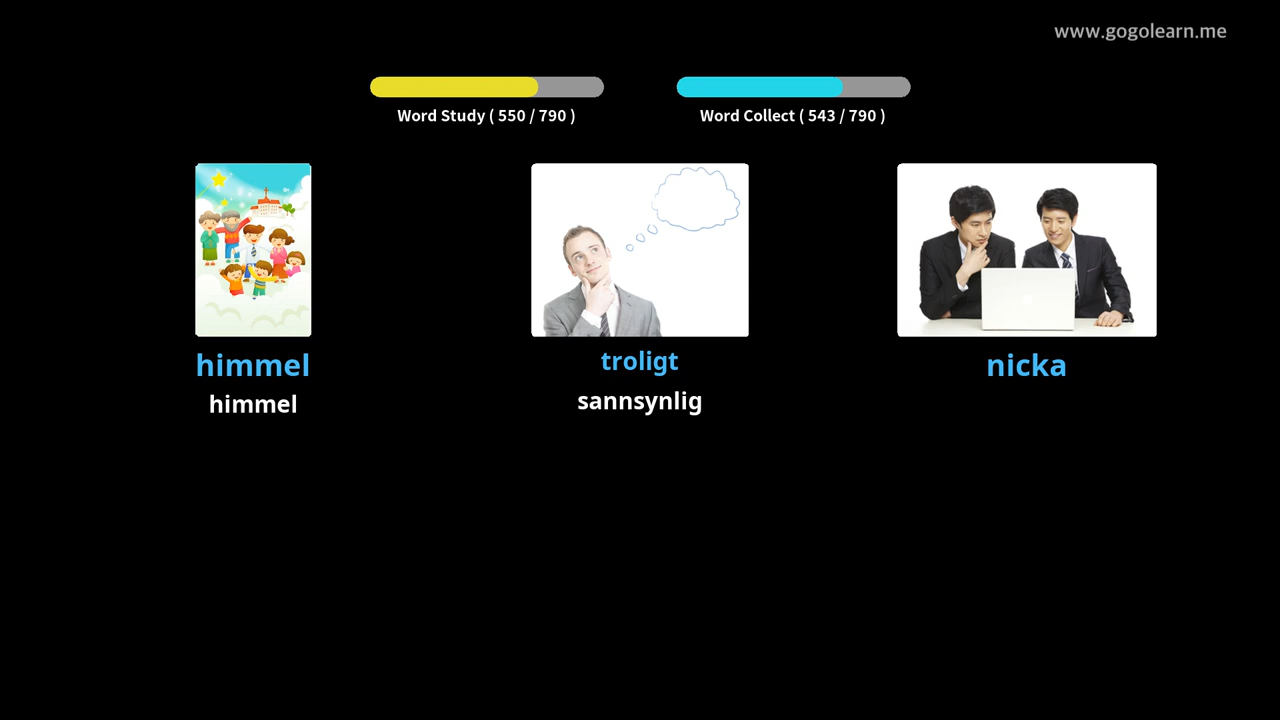 www.gogolearn.me
Word Study ( 550 / 790 )
Word Collect ( 543 / 790 )
himmel
himmel
troligt
sannsynlig
nicka